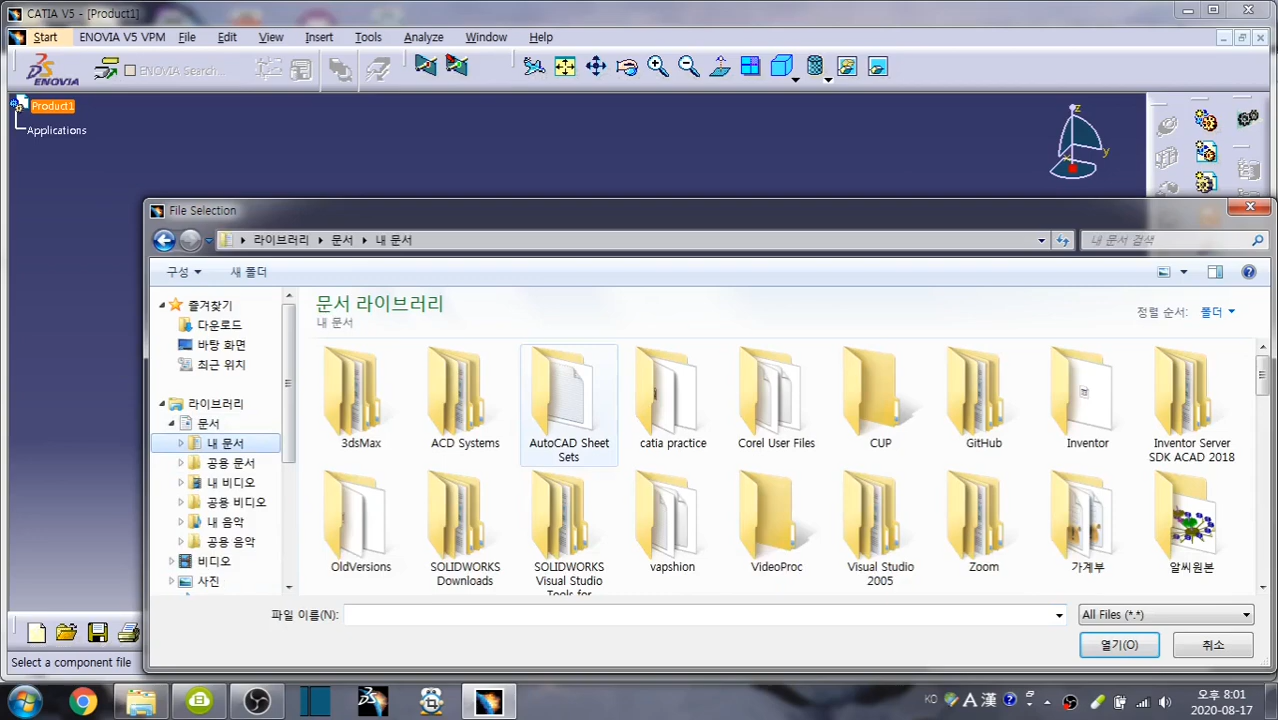 CATIA V5 - [Product1]
Start ENOVIA V5 VPM File Edit View Insert Tools Analyze Window Help
ENOVIA Search...
ENOVIA
Product1
Applications
z
y
x
File Selection
라이브러리 문서 내 문서
내 문서 검색
구성 새 폴더
즐겨찾기
다운로드
바탕 화면
최근 위치
라이브러리
문서
내 문서
공용 문서
내 비디오
공용 비디오
내 음악
공용 음악
비디오
사진
문서 라이브러리
내 문서
정렬 순서: 폴더
3dsMax
ACD Systems
AutoCAD Sheet
Sets
catia practice
Corel User Files
CUP
GitHub
Inventor
Inventor Server
SDK ACAD 2018
OldVersions
SOLIDWORKS
Downloads
SOLIDWORKS
Visual Studio
Tools for
vapshion
VideoProc
Visual Studio
2005
Zoom
가계부
알씨원본
파일 이름(N):
All Files (*.*)
열기(O) 취소
Select a component file
KO A 漢
오후 8:01
2020-08-17